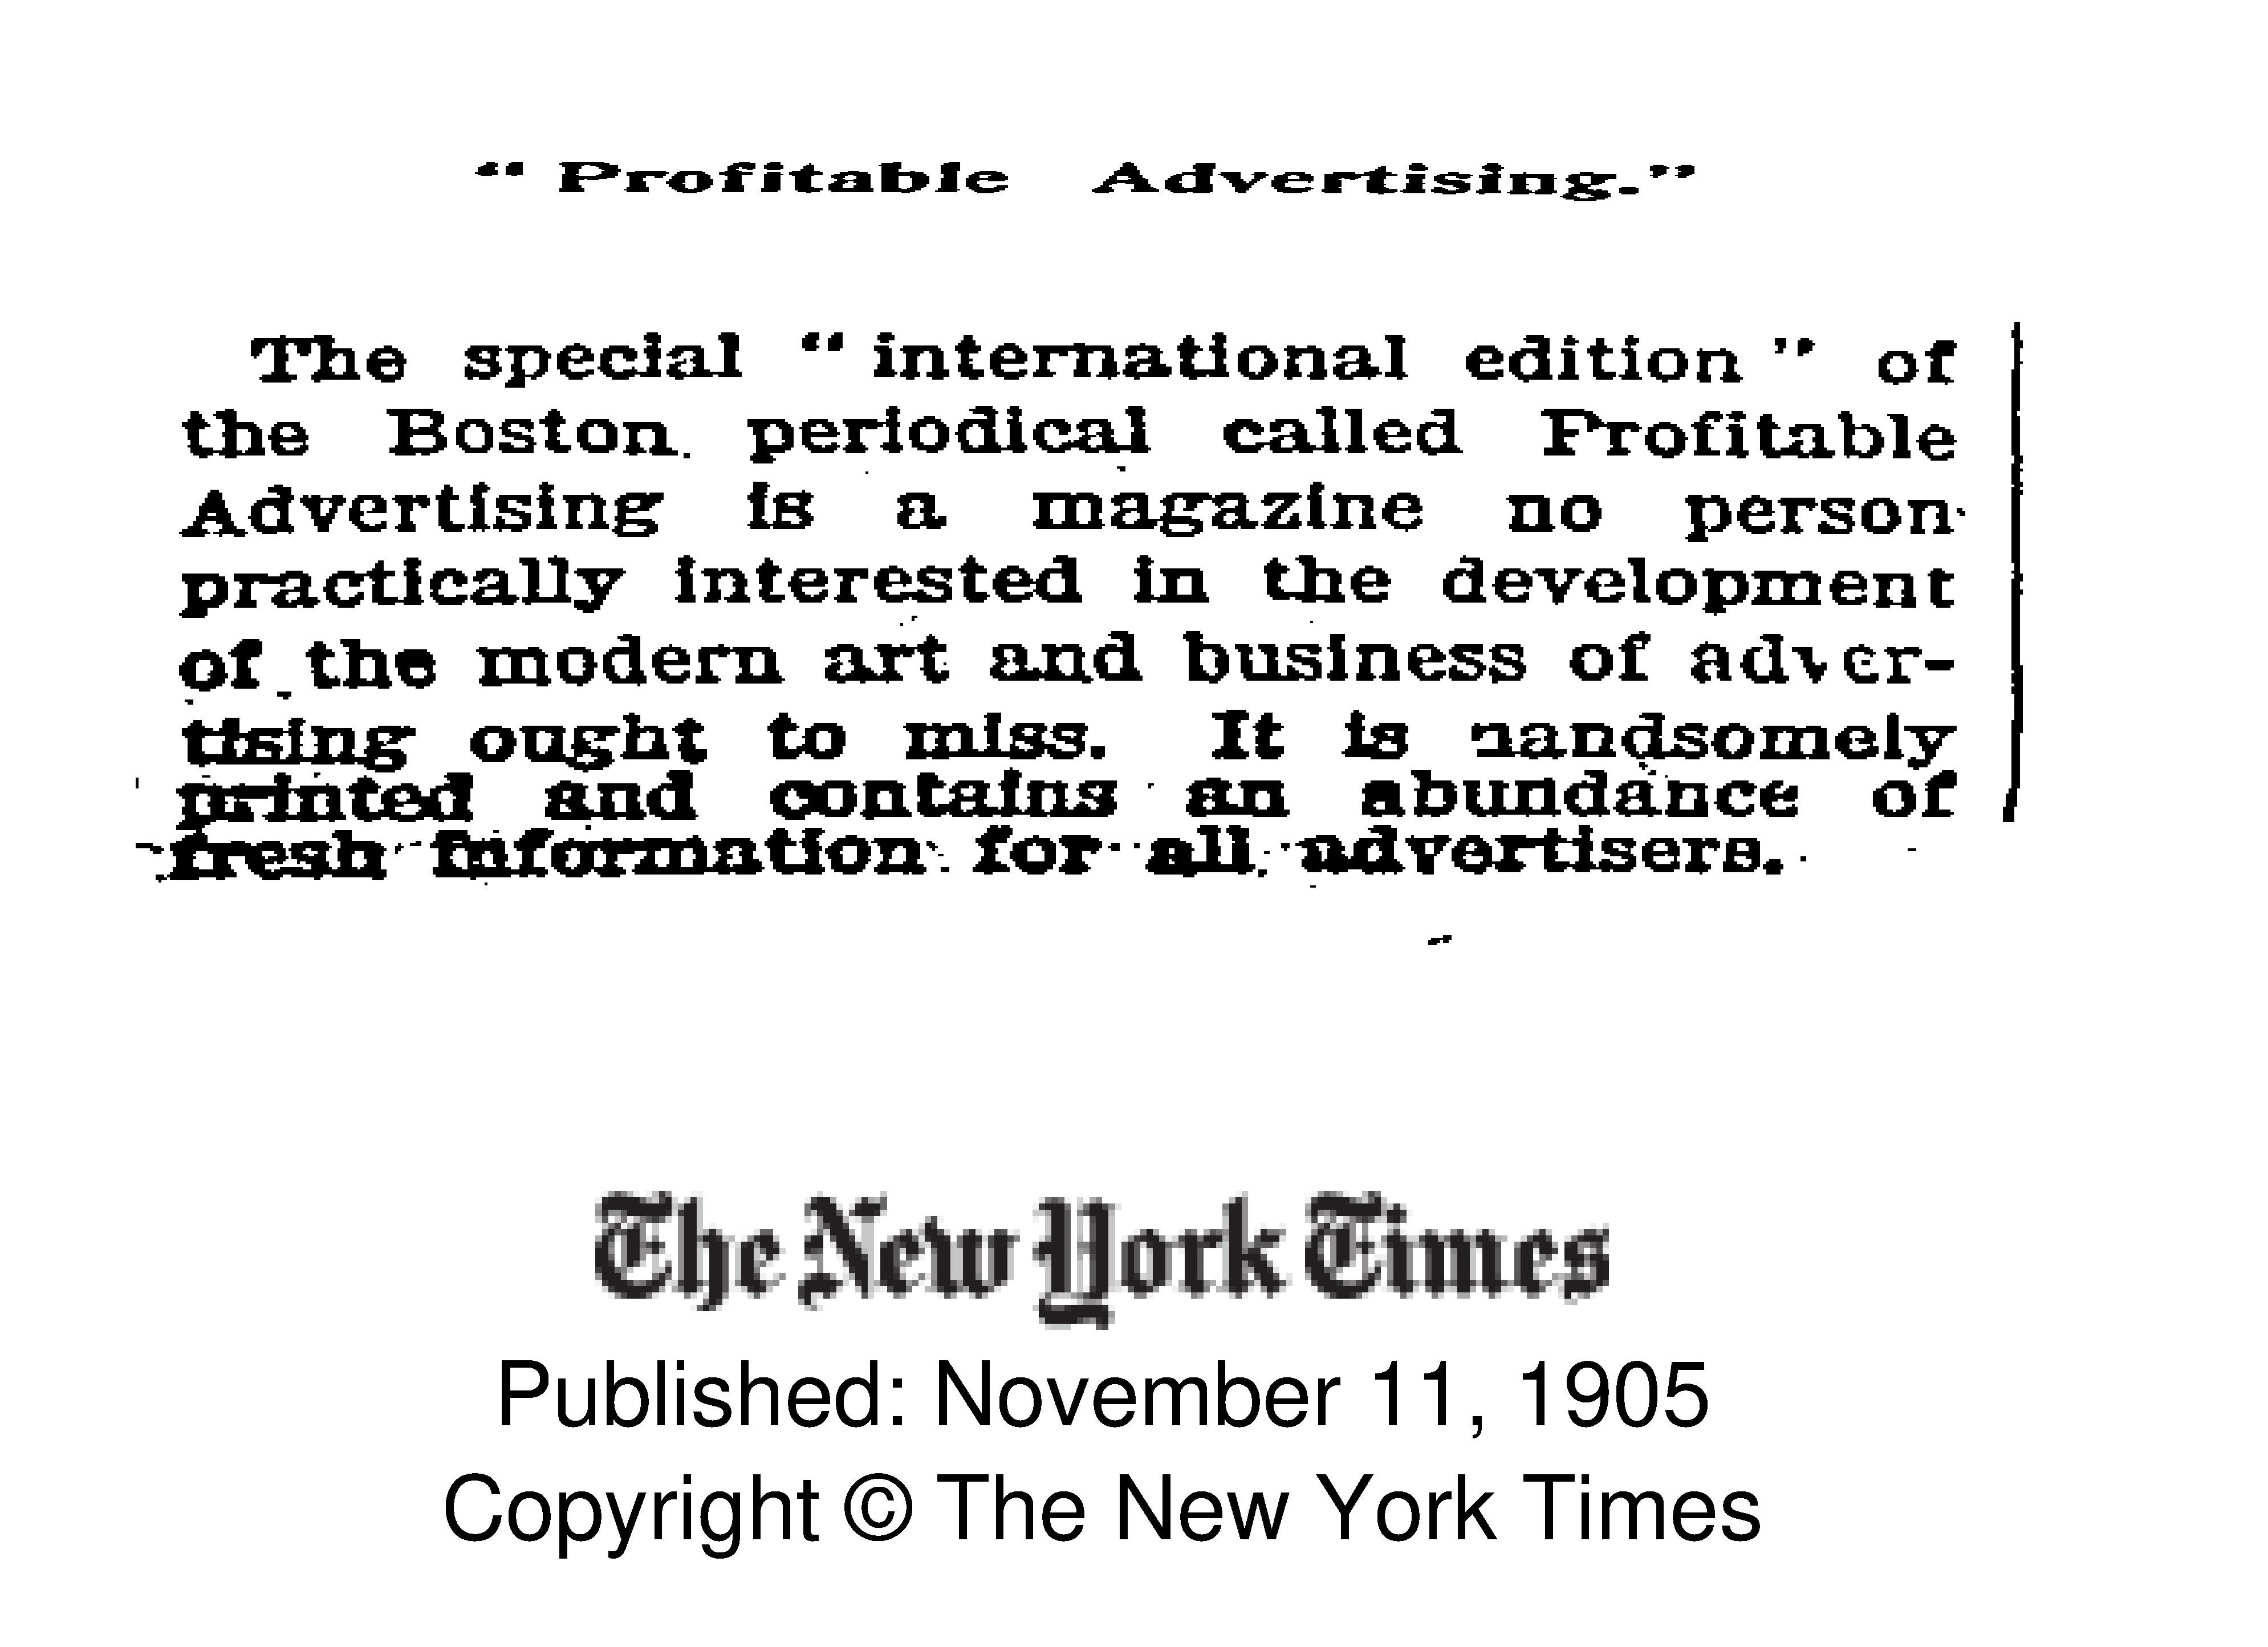 “ Profitable Advertising.”
The special “ international edition ” of
the Boston periodical called Profitable
Advertising is a magazine no person
practically interested in the development
of the modern art and business of adver-
tising ought to miss. It is handsomely
printed and contains an abundance of
fresh information for all advertisers.
The New York Times
Published: November 11, 1905
Copyright © The New York Times